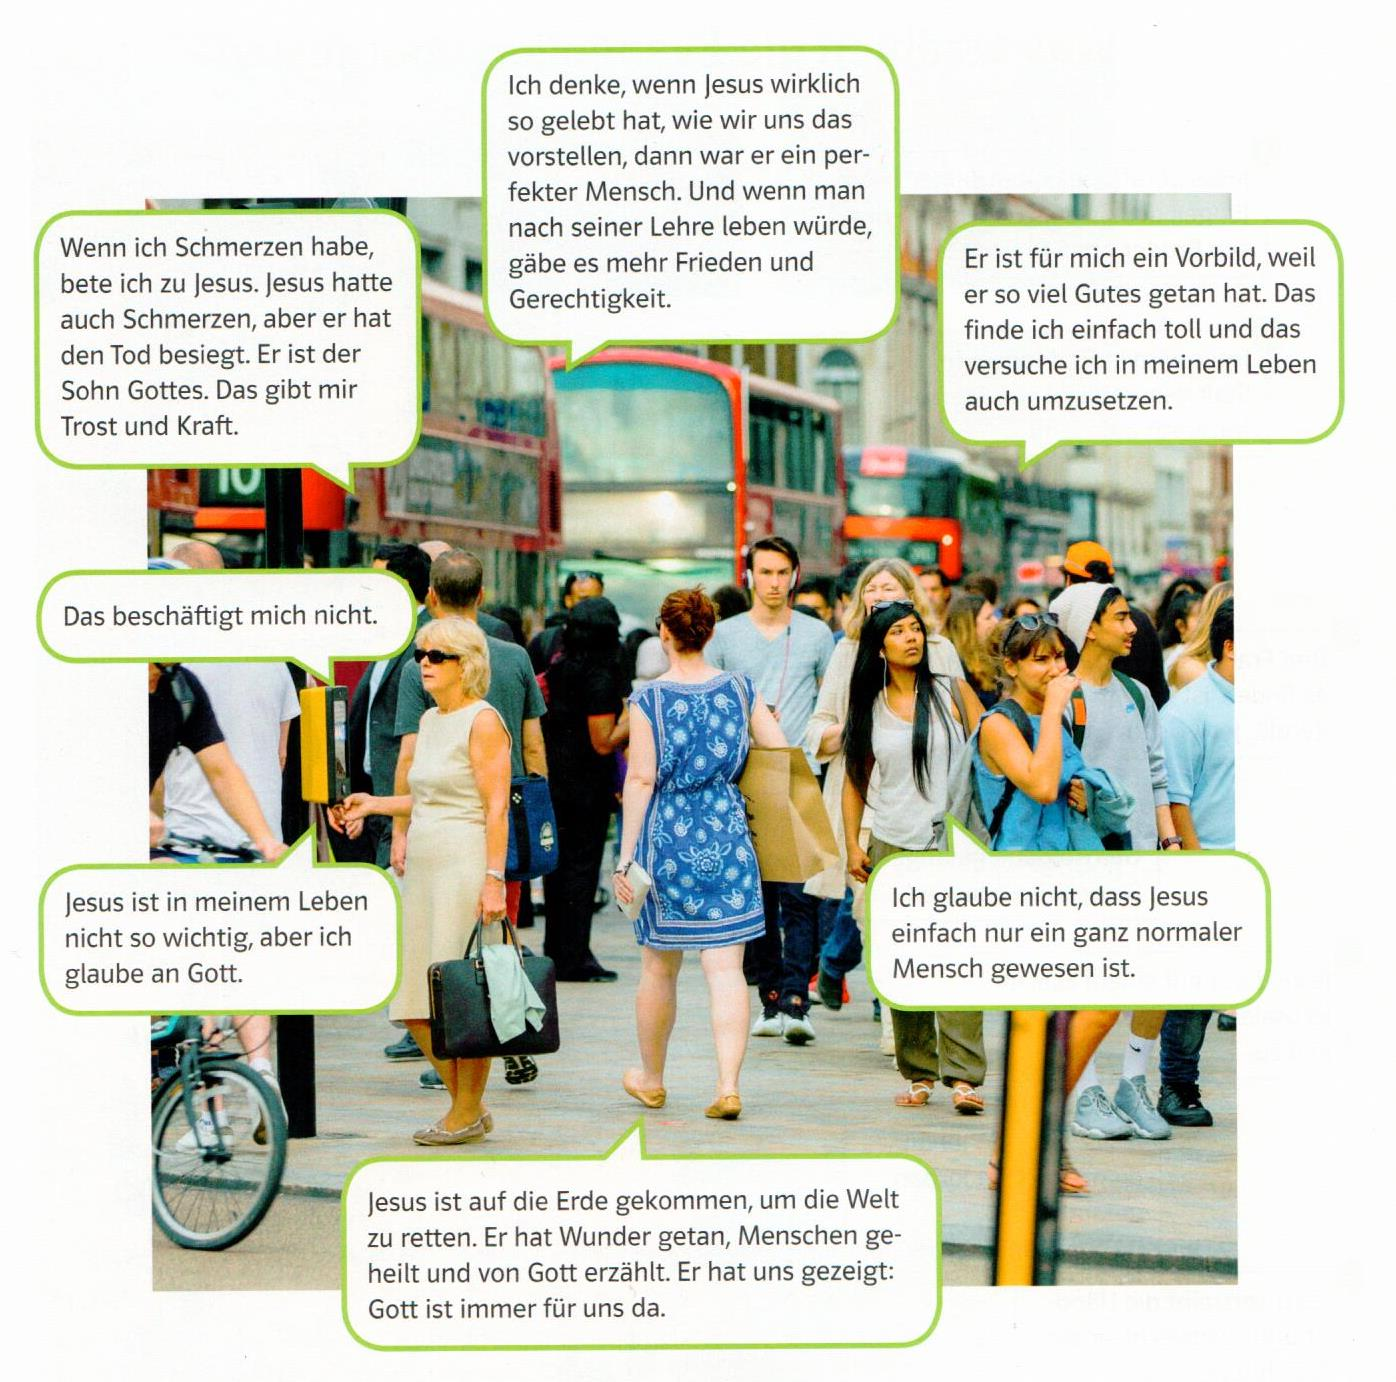 Ich denke, wenn Jesus wirklich
so gelebt hat, wie wir uns das
vorstellen, dann war er ein per-
fekter Mensch. Und wenn man
nach seiner Lehre leben würde,
gäbe es mehr Frieden und
Gerechtigkeit.
Wenn ich Schmerzen habe,
bete ich zu Jesus. Jesus hatte
auch Schmerzen, aber er hat
den Tod besiegt. Er ist der
Sohn Gottes. Das gibt mir
Trost und Kraft.
Er ist für mich ein Vorbild, weil
er so viel Gutes getan hat. Das
finde ich einfach toll und das
versuche ich in meinem Leben
auch umzusetzen.
10
Das beschäftigt mich nicht.
Jesus ist in meinem Leben
nicht so wichtig, aber ich
glaube an Gott.
Ich glaube nicht, dass Jesus
einfach nur ein ganz normaler
Mensch gewesen ist.
Jesus ist auf die Erde gekommen, um die Welt
zu retten. Er hat Wunder getan, Menschen ge-
heilt und von Gott erzählt. Er hat uns gezeigt:
Gott ist immer für uns da.